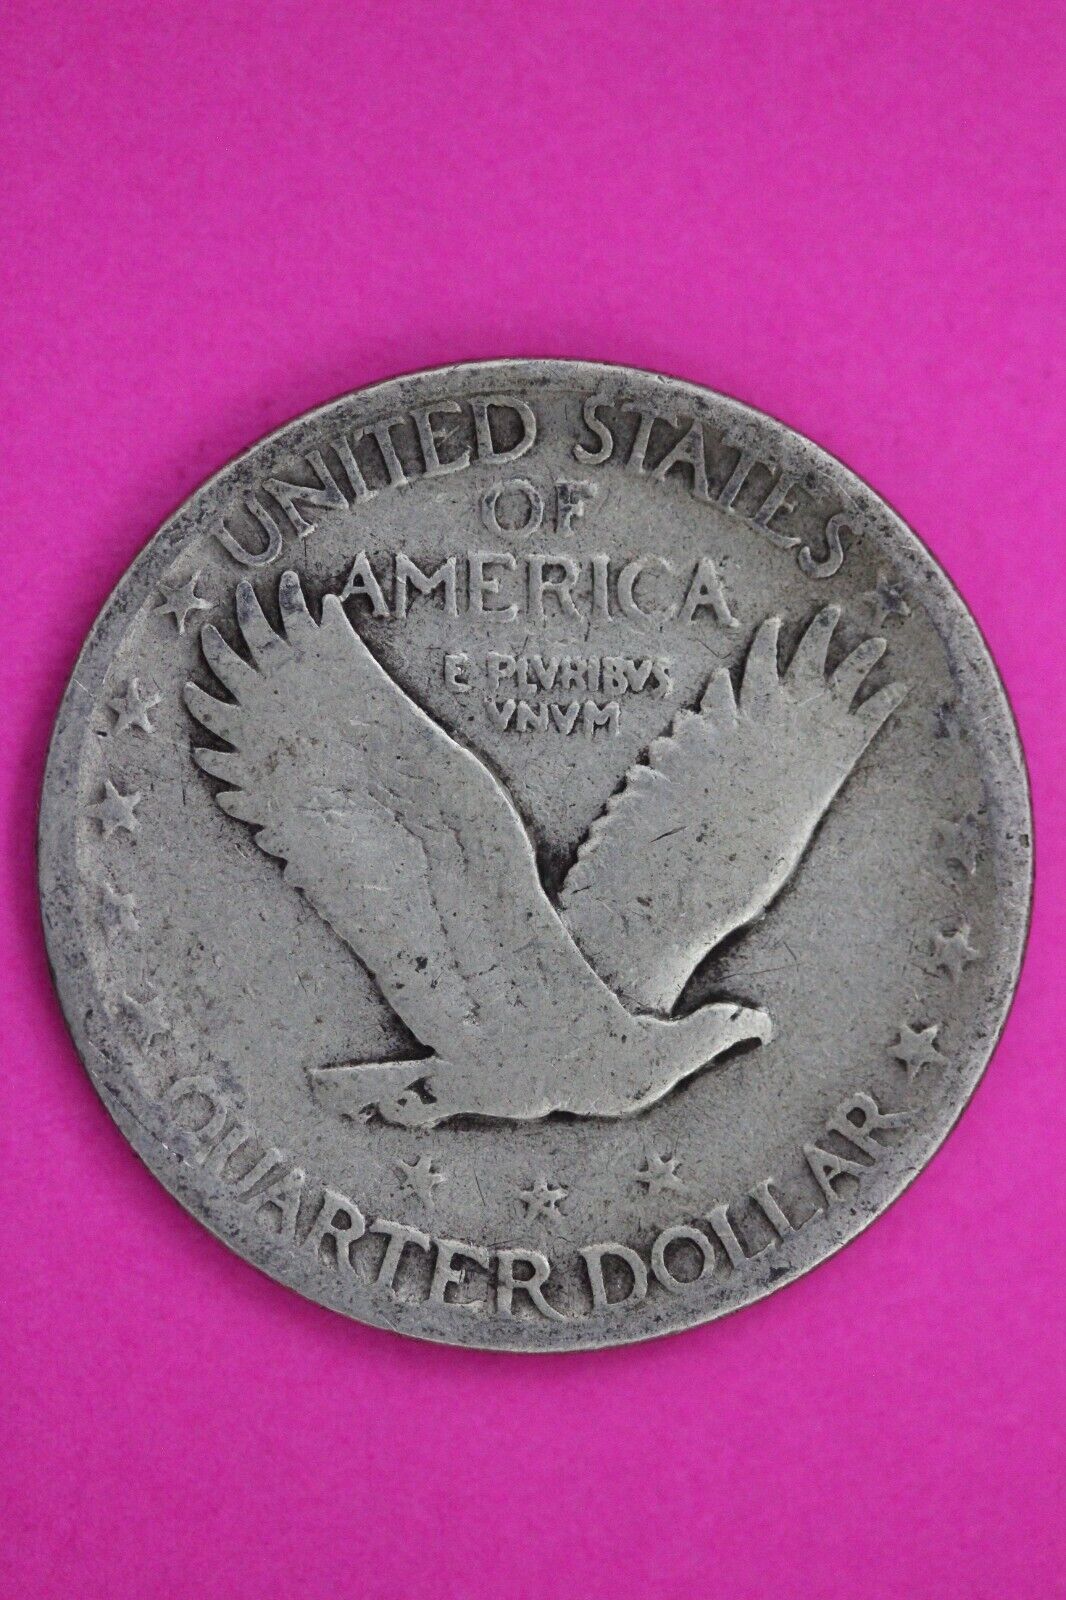 UNITED STATES
OF
AMERICA
E PLVRIBVS
VNVM
QUARTER DOLLAR